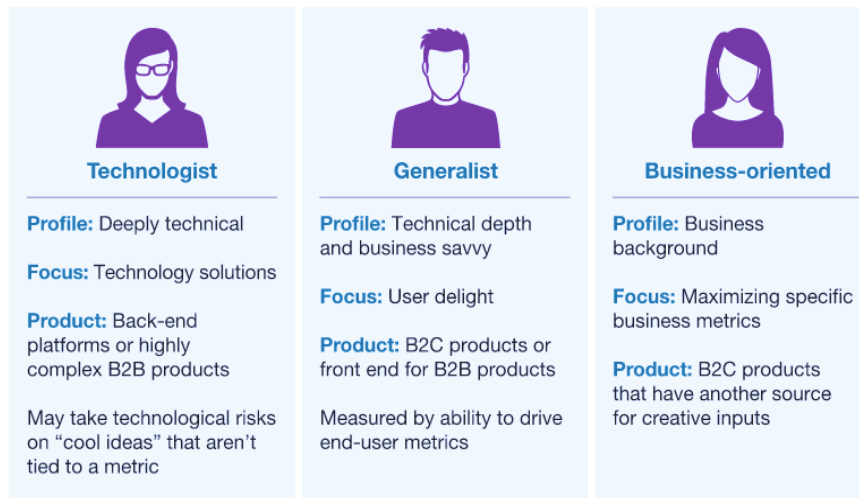 Technologist
Profile: Deeply technical
Focus: Technology solutions
Product: Back-end
platforms or highly
complex B2B products
May take technological risks
on “cool ideas” that aren’t
tied to a metric
Generalist
Profile: Technical depth
and business savvy
Focus: User delight
Product: B2C products or
front end for B2B products
Measured by ability to drive
end-user metrics
Business-oriented
Profile: Business
background
Focus: Maximizing specific
business metrics
Product: B2C products
that have another source
for creative inputs